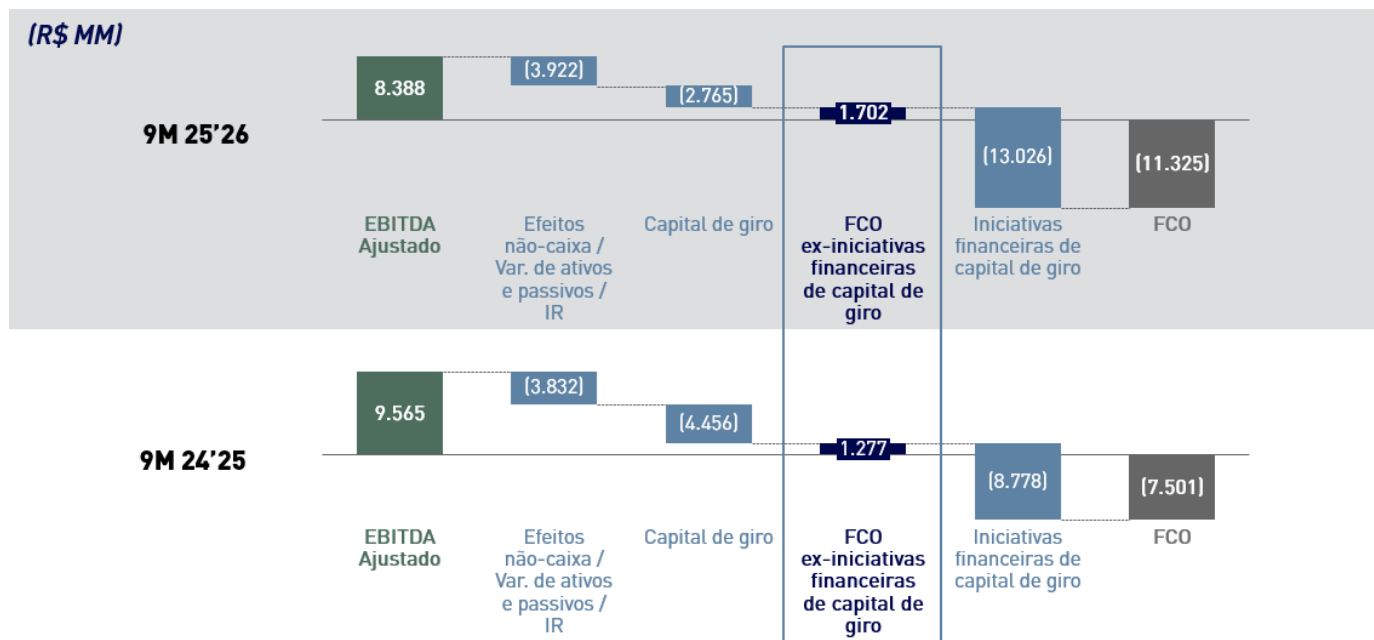 (R$ MM)
9M 25’26
8.388
(3.922)
(2.765)
1.702
(13.026)
(11.325)
EBITDA
Ajustado
Efeitos
não-caixa /
Var. de ativos
e passivos /
IR
Capital de giro
FCO
ex-iniciativas
financeiras
de capital de
giro
Iniciativas
financeiras de
capital de giro
FCO
9M 24’25
9.565
(3.832)
(4.456)
1.277
(8.778)
(7.501)
EBITDA
Ajustado
Efeitos
não-caixa /
Var. de ativos
e passivos /
IR
Capital de giro
FCO
ex-iniciativas
financeiras
de capital de
giro
Iniciativas
financeiras de
capital de giro
FCO